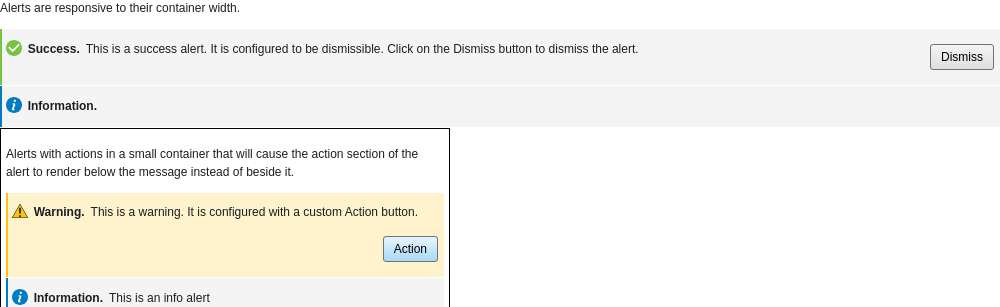 Alerts are responsive to their container width.
Success. This is a success alert. It is configured to be dismissible. Click on the Dismiss button to dismiss the alert.
Dismiss
Information.
Alerts with actions in a small container that will cause the action section of the
alert to render below the message instead of beside it.
Warning. This is a warning. It is configured with a custom Action button.
Action
Information. This is an info alert